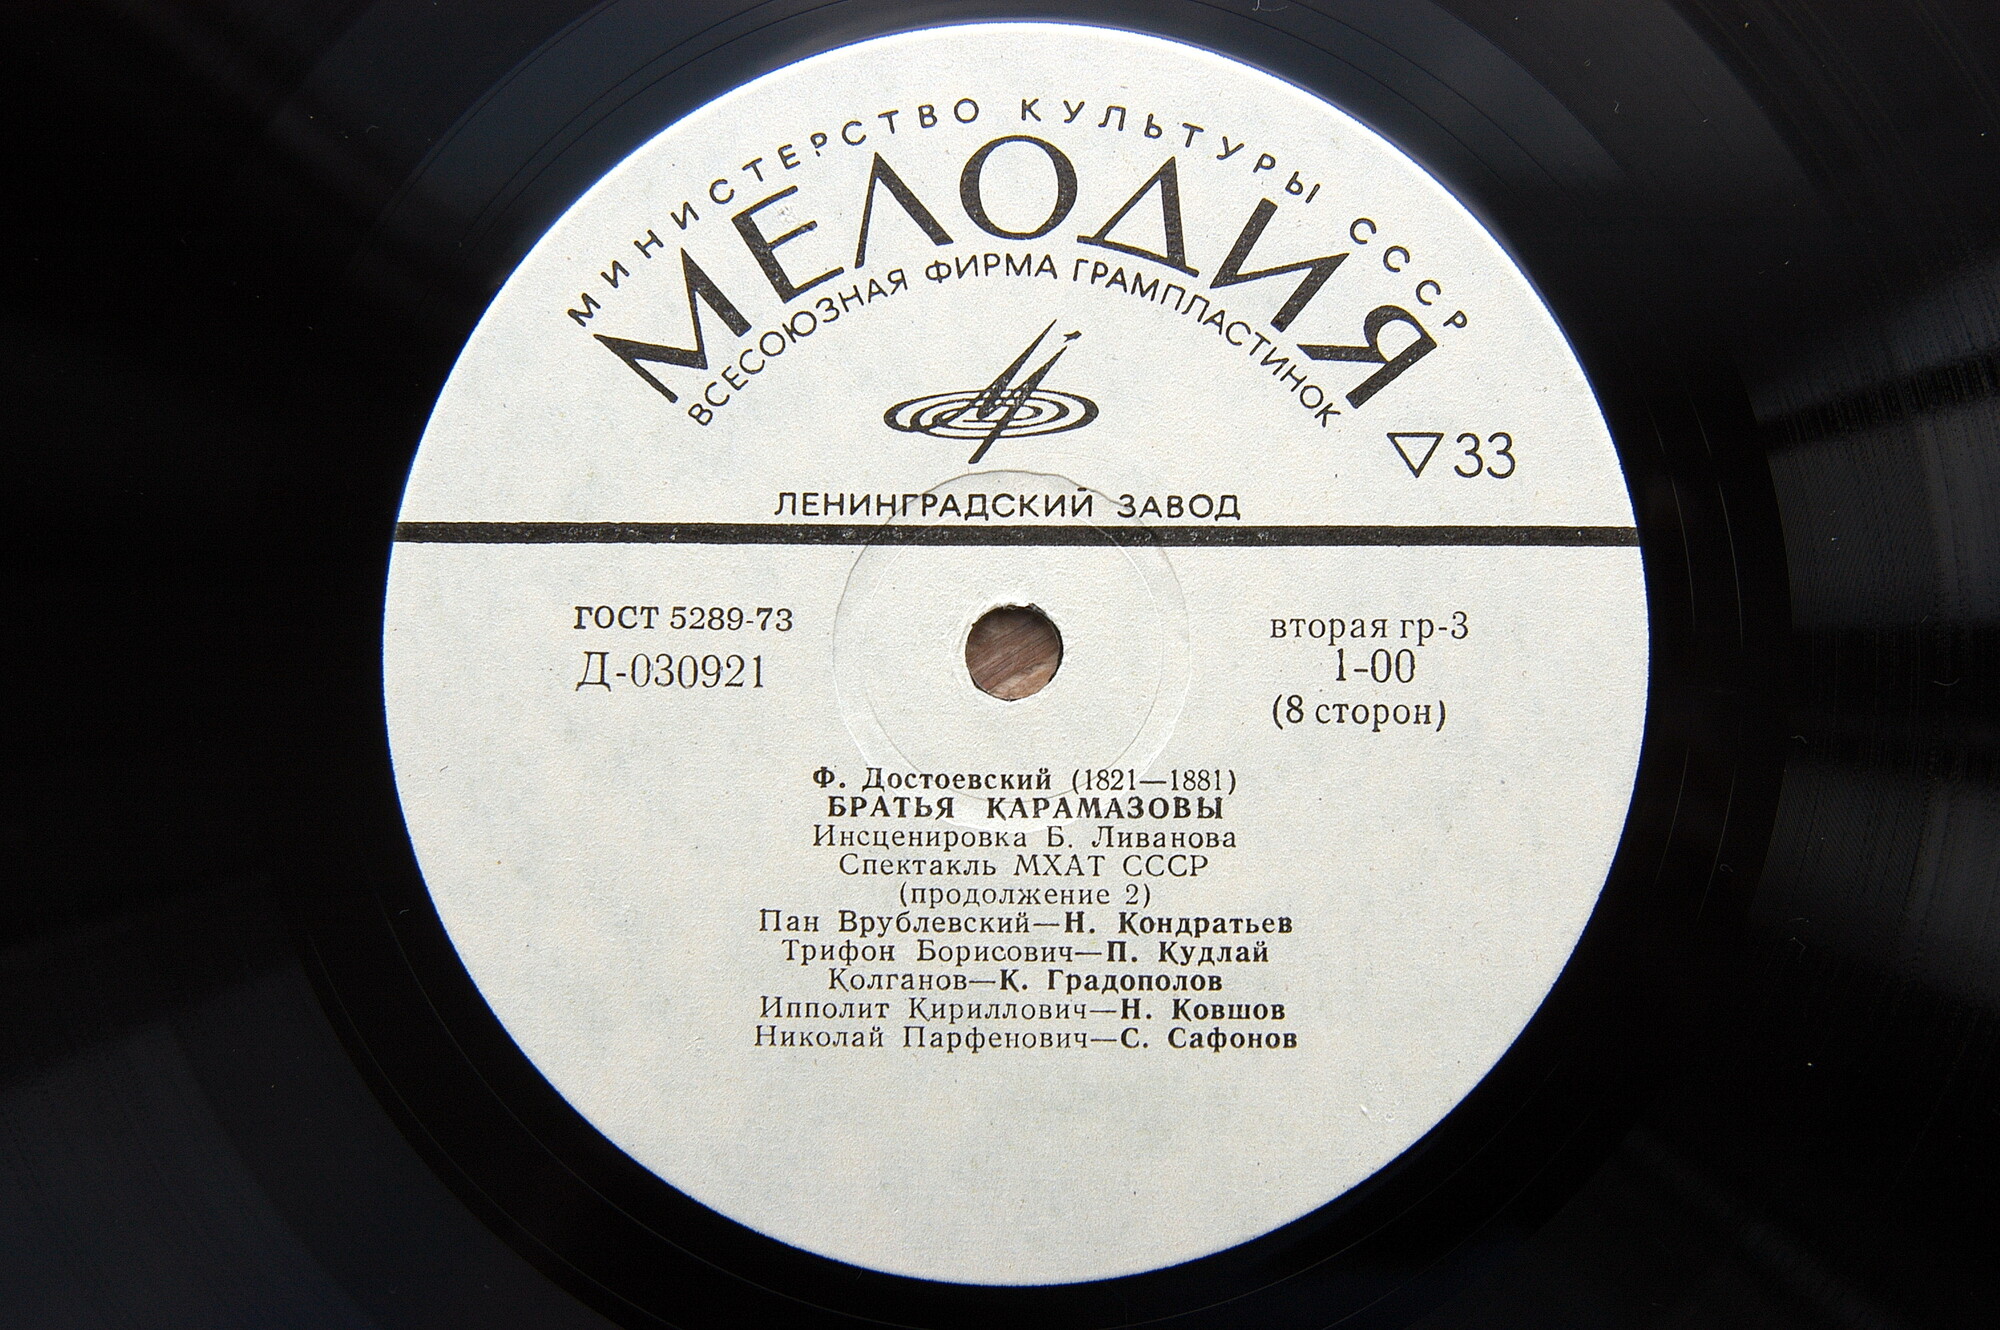 МИНИСТЕРСТВО КУЛЬТУРЫ СССР
МЕЛОДИЯ
ВСЕСОЮЗНАЯ ФИРМА ГРАМПЛАСТИНОК
▽33
ЛЕНИНГРАДСКИЙ ЗАВОД
ГОСТ 5289-73
Д-030921
вторая гр-3
1-00
(8 сторон)
Ф. Достоевский (1821—1881)
БРАТЬЯ КАРАМАЗОВЫ
Инсценировка Б. Ливанова
Спектакль МХАТ СССР
(продолжение 2)
Пан Врублевский—Н. Кондратьев
Трифон Борисович—П. Кудлай
Колганов—К. Градополов
Ипполит Кириллович—Н. Ковшов
Николай Парфенович—С. Сафонов